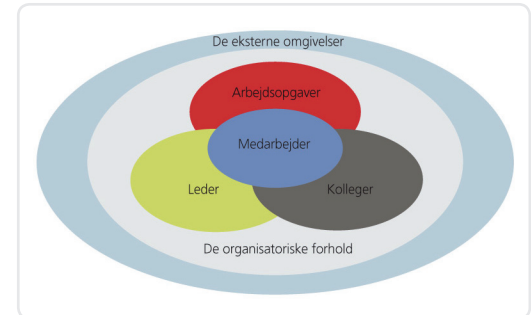 De eksterne omgivelser
Arbejdsopgaver
Medarbejder
Leder
Kolleger
De organisatoriske forhold